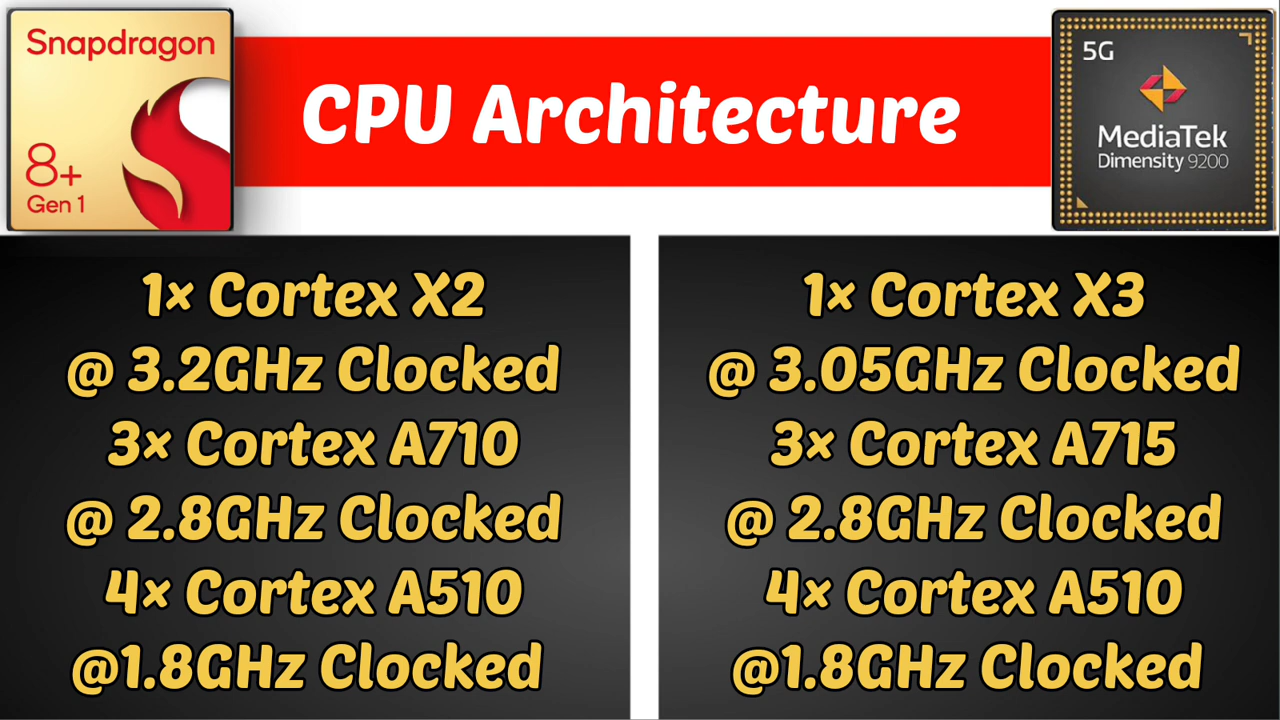 Snapdragon
8+
Gen 1
CPU Architecture
5G
MediaTek
Dimensity 9200
1× Cortex X2
@ 3.2GHz Clocked
3× Cortex A710
@ 2.8GHz Clocked
4× Cortex A510
@1.8GHz Clocked
1× Cortex X3
@ 3.05GHz Clocked
3× Cortex A715
@ 2.8GHz Clocked
4× Cortex A510
@1.8GHz Clocked